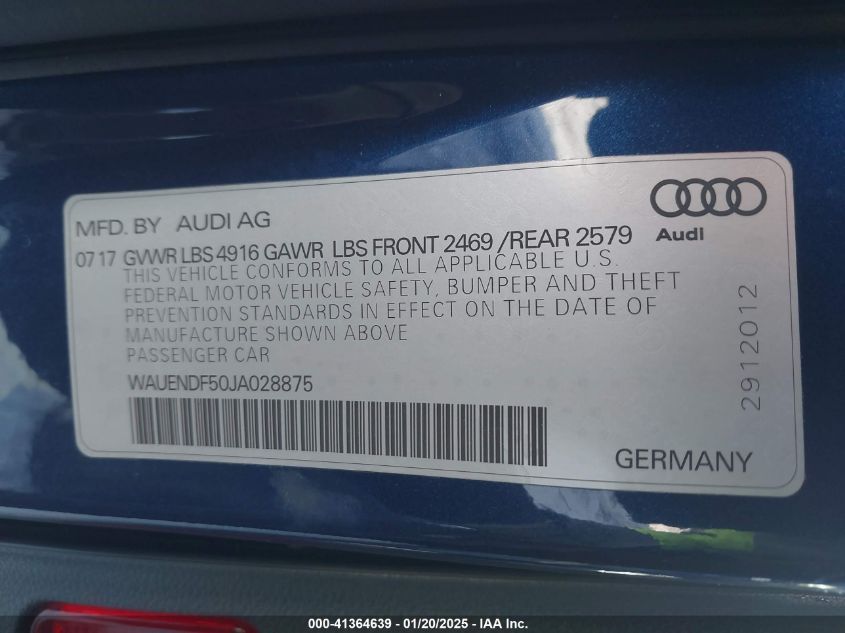 MFD. BY AUDI AG
Audi
07 17 GVWR LBS 4916 GAWR LBS FRONT 2469 /REAR 2579
THIS VEHICLE CONFORMS TO ALL APPLICABLE U.S.
FEDERAL MOTOR VEHICLE SAFETY, BUMPER AND THEFT
PREVENTION STANDARDS IN EFFECT ON THE DATE OF
MANUFACTURE SHOWN ABOVE
PASSENGER CAR
WAUENDF50JA028875
2912012
GERMANY
000-41364639 - 01/20/2025 - IAA Inc.